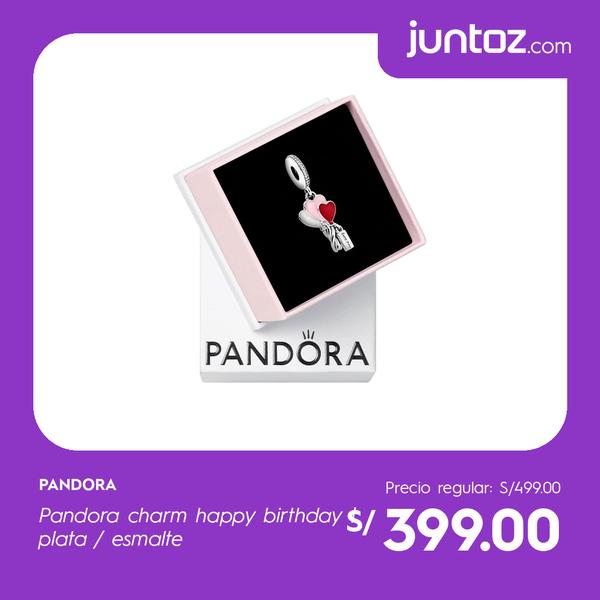 juntoz.com
PANDORA
PANDORA
Precio regular: S/499.00
Pandora charm happy birthday
plata / esmalte
S/ 399.00